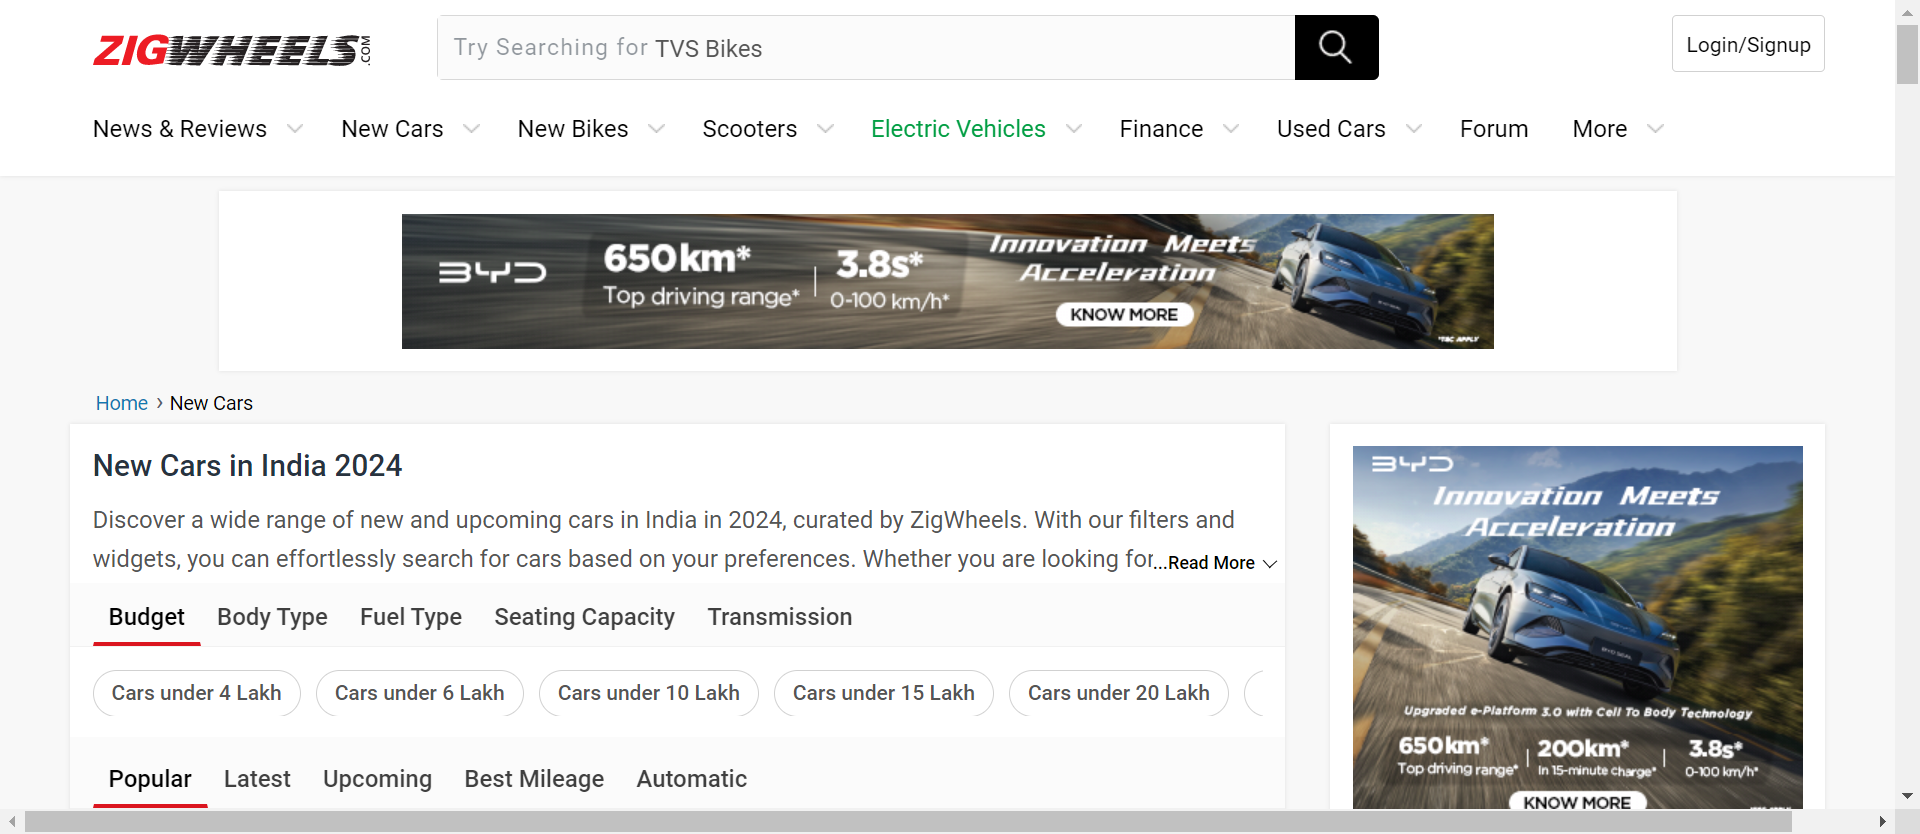 ZIGWHEELS.COM
Try Searching for TVS Bikes
Login/Signup
News & Reviews New Cars New Bikes Scooters Electric Vehicles Finance Used Cars Forum More
BYD
650km*
Top driving range*
3.8s*
0-100 km/h*
Innovation Meets
Acceleration
KNOW MORE
*T&C APPLY
Home › New Cars
New Cars in India 2024
Discover a wide range of new and upcoming cars in India in 2024, curated by ZigWheels. With our filters and
widgets, you can effortlessly search for cars based on your preferences. Whether you are looking for...Read More
Budget Body Type Fuel Type Seating Capacity Transmission
Cars under 4 Lakh Cars under 6 Lakh Cars under 10 Lakh Cars under 15 Lakh Cars under 20 Lakh
Popular Latest Upcoming Best Mileage Automatic
BYD
Innovation Meets
Acceleration
BYD SEAL
Upgraded e-Platform 3.0 with Cell To Body Technology
650km* 200km* 3.8s*
Top driving range* In 15-minute charge* 0-100 km/h*
KNOW MORE